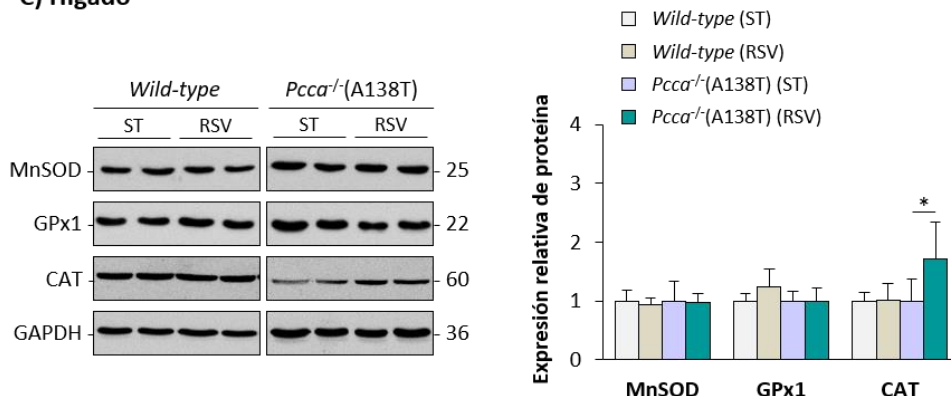 C) Hígado
Wild-type
Pcca-/-(A138T)
ST
RSV
ST
RSV
MnSOD
25
GPx1
22
CAT
60
GAPDH
36
Wild-type (ST)
Wild-type (RSV)
Pcca-/-(A138T) (ST)
Pcca-/-(A138T) (RSV)
Expresión relativa de proteína
4
3
2
1
0
*
MnSOD
GPx1
CAT